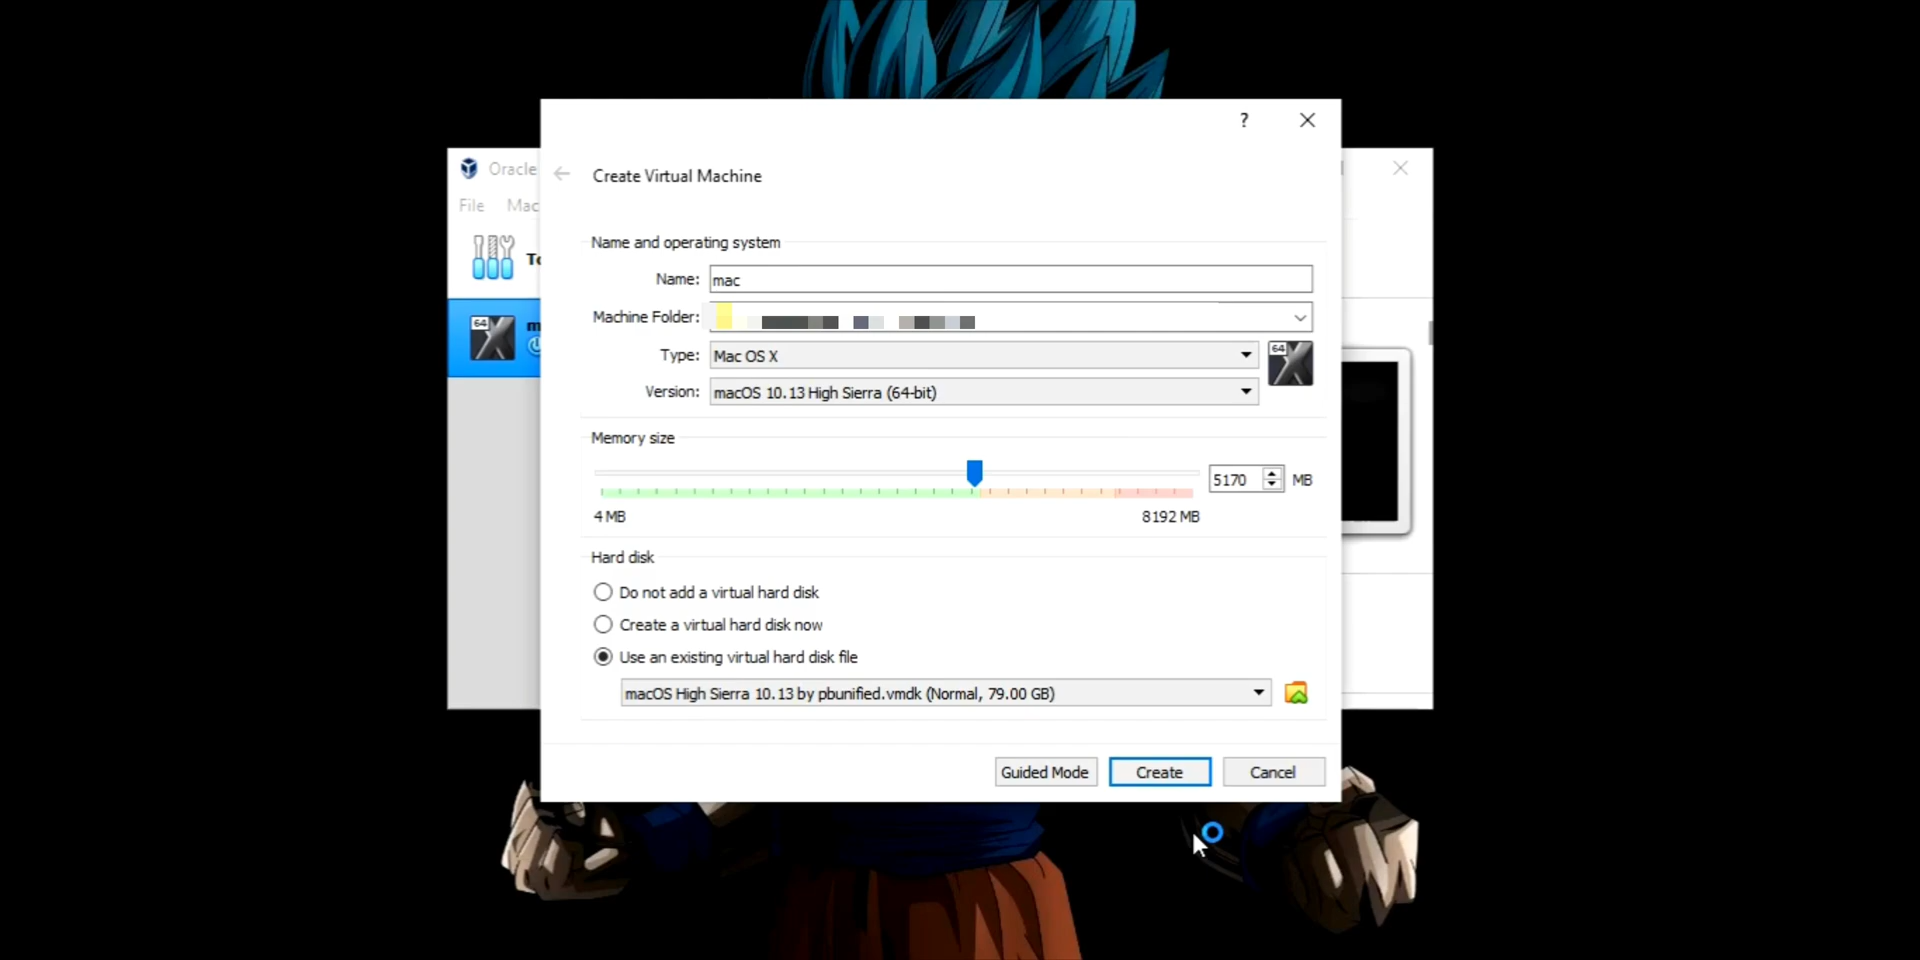 ?
Create Virtual Machine
Oracle
File Mac
Name and operating system
Name: mac
Machine Folder:
Type: Mac OS X
64
Version: macOS 10.13 High Sierra (64-bit)
64
Memory size
5170 MB
4 MB 8192 MB
Hard disk
Do not add a virtual hard disk
Create a virtual hard disk now
Use an existing virtual hard disk file
macOS High Sierra 10.13 by pbunified.vmdk (Normal, 79.00 GB)
Guided Mode Create Cancel